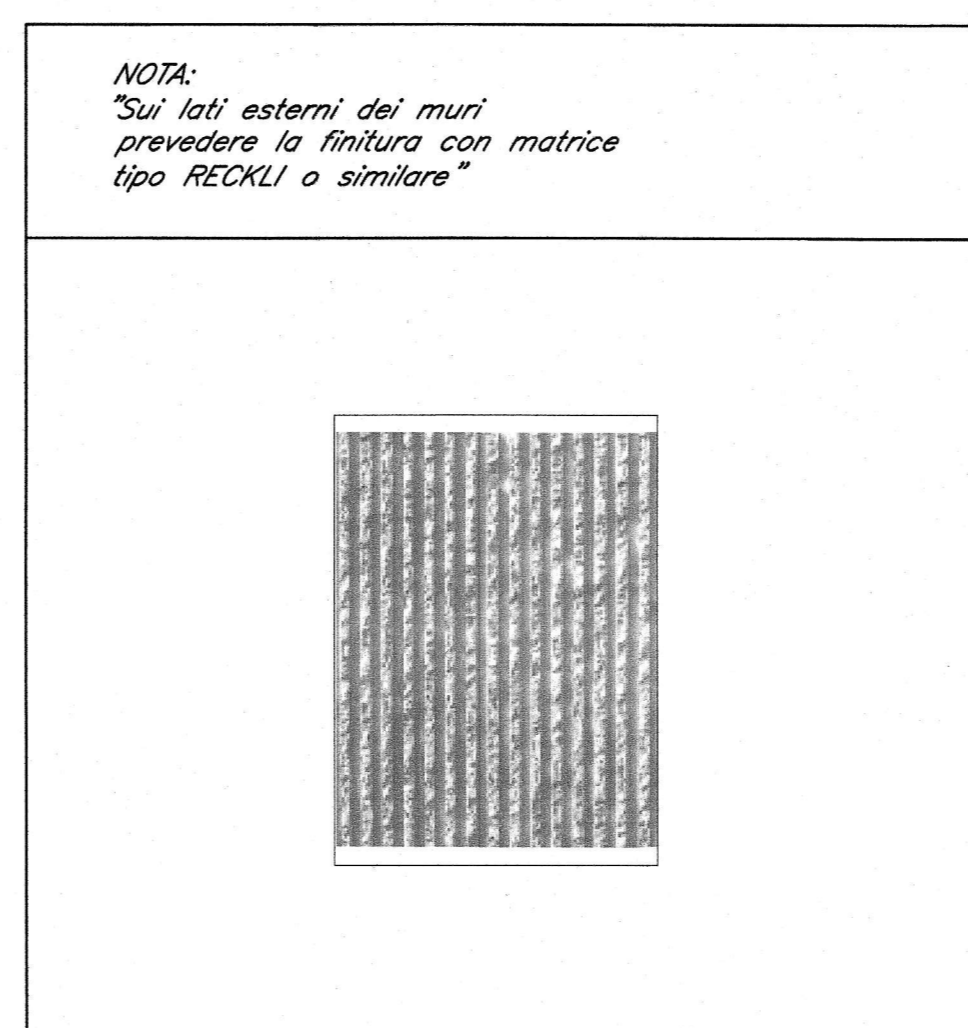 NOTA:
"Sui lati esterni dei muri
prevedere la finitura con matrice
tipo RECKLI o similare"